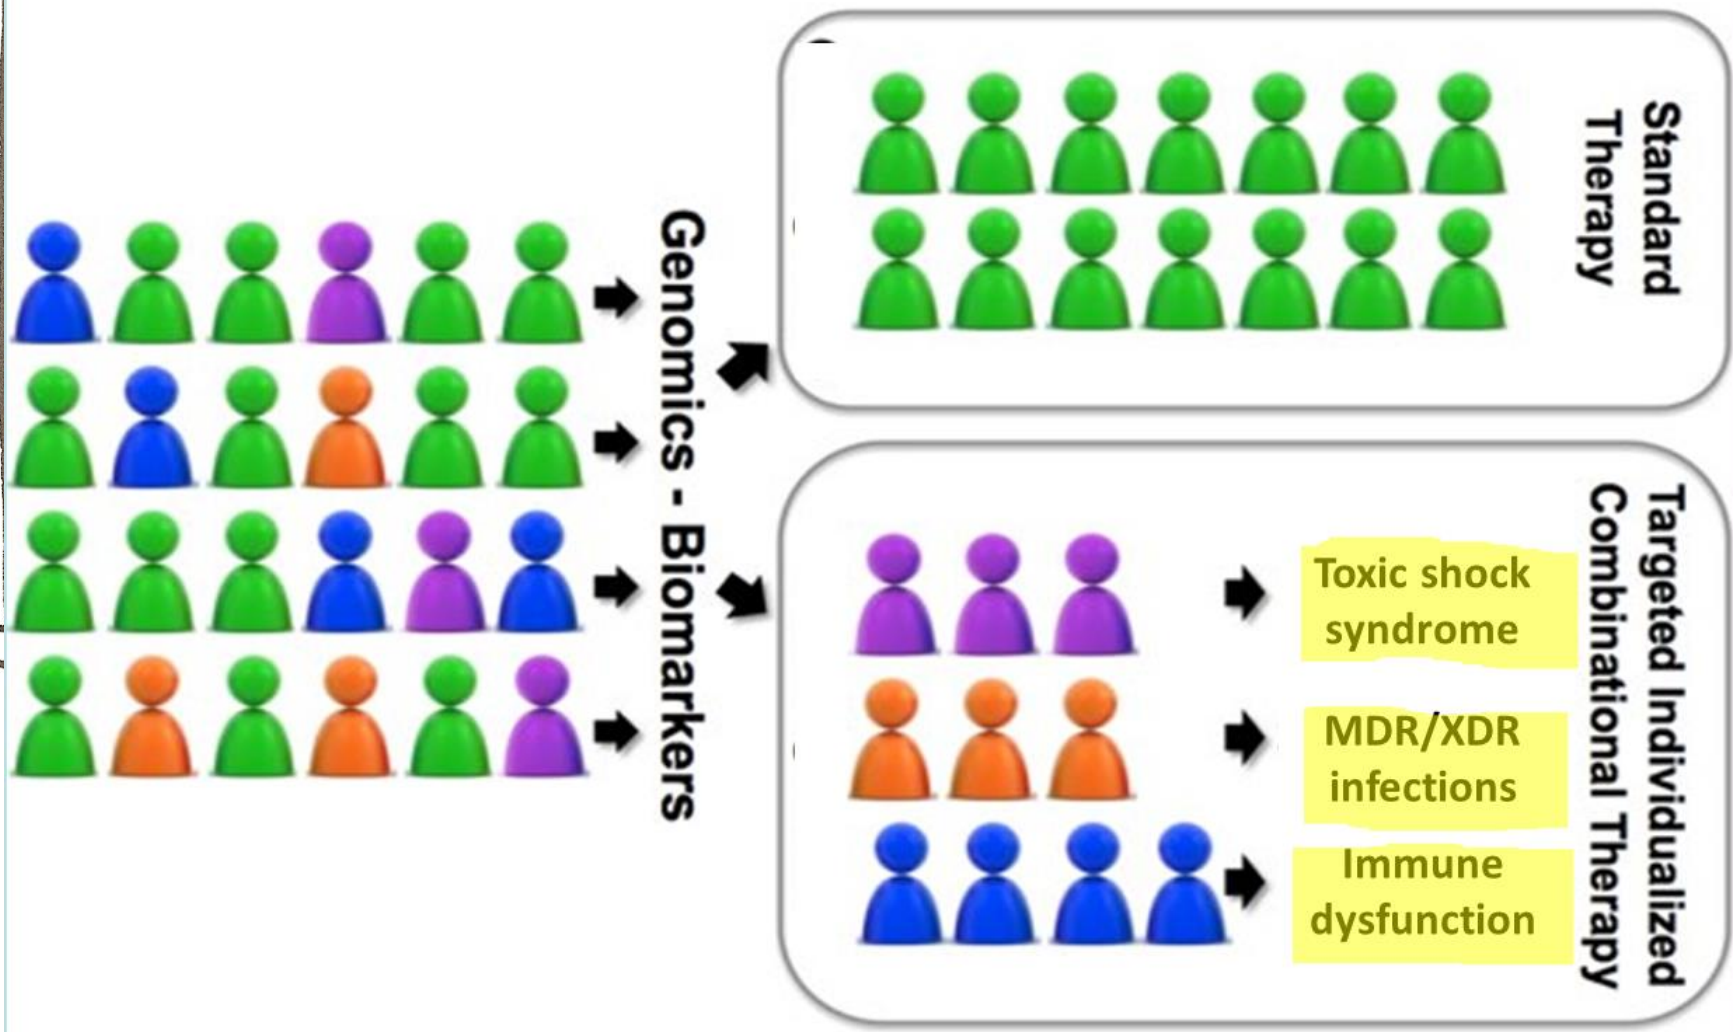 Genomics - Biomarkers
Standard
Therapy
Targeted Individualized
Combinational Therapy
Toxic shock
syndrome
MDR/XDR
infections
Immune
dysfunction